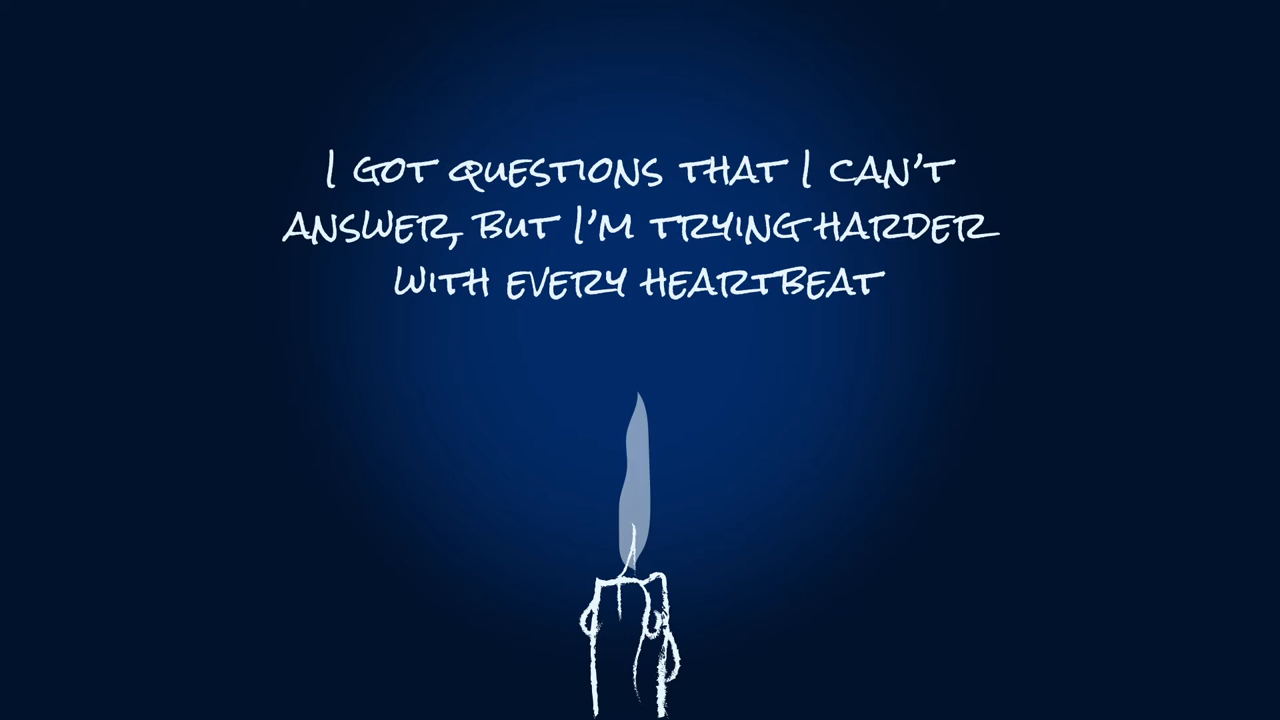 I GOT QUESTIONS THAT I CAN'T
ANSWER, BUT I'M TRYING HARDER
WITH EVERY HEARTBEAT